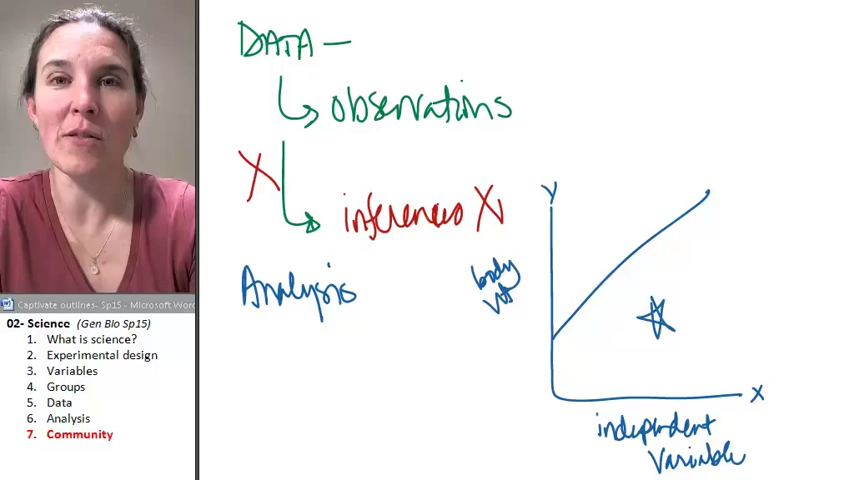 DATA —
observations
X
inferences X
Analysis
Y
body
X
independent
Variable
Captivate outlines- Sp15 - Microsoft Word
02- Science (Gen BIo Sp15)
1. What is science?
2. Experimental design
3. Variables
4. Groups
5. Data
6. Analysis
7. Community